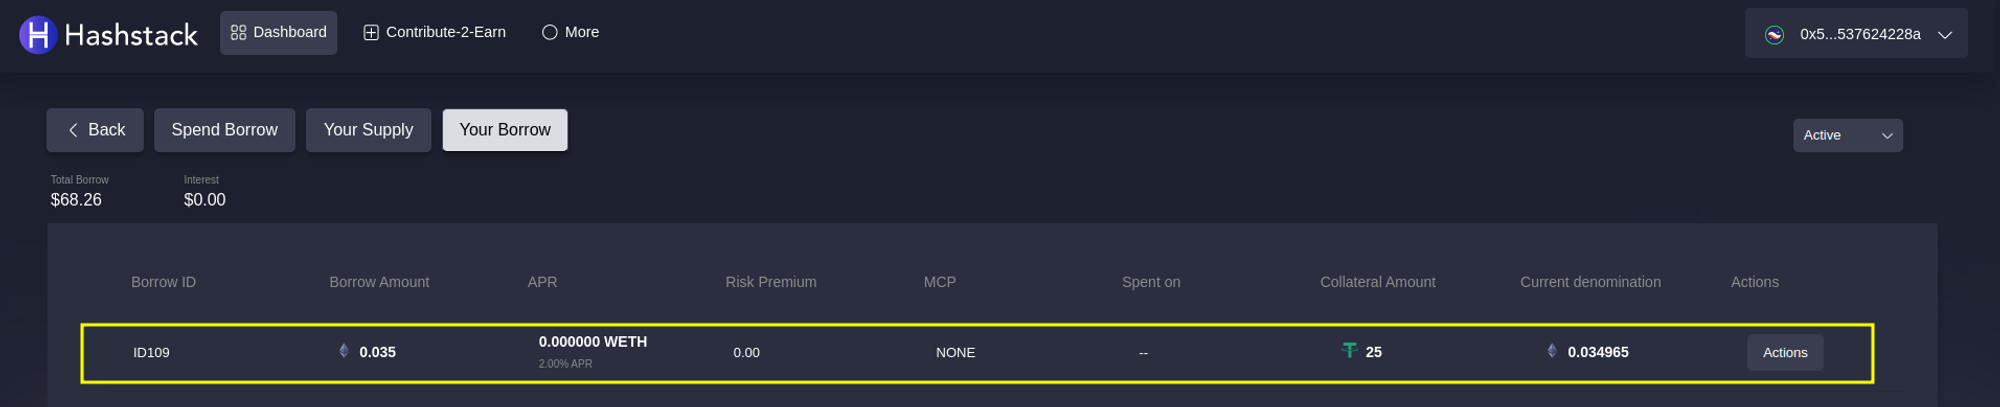 Hashstack
Dashboard
Contribute-2-Earn
More
0x5...537624228a
Back
Spend Borrow
Your Supply
Your Borrow
Active
Total Borrow
Interest
$68.26
$0.00
Borrow ID
Borrow Amount
APR
Risk Premium
MCP
Spent on
Collateral Amount
Current denomination
Actions
ID109
0.035
0.000000 WETH
2.00% APR
0.00
NONE
--
25
0.034965
Actions